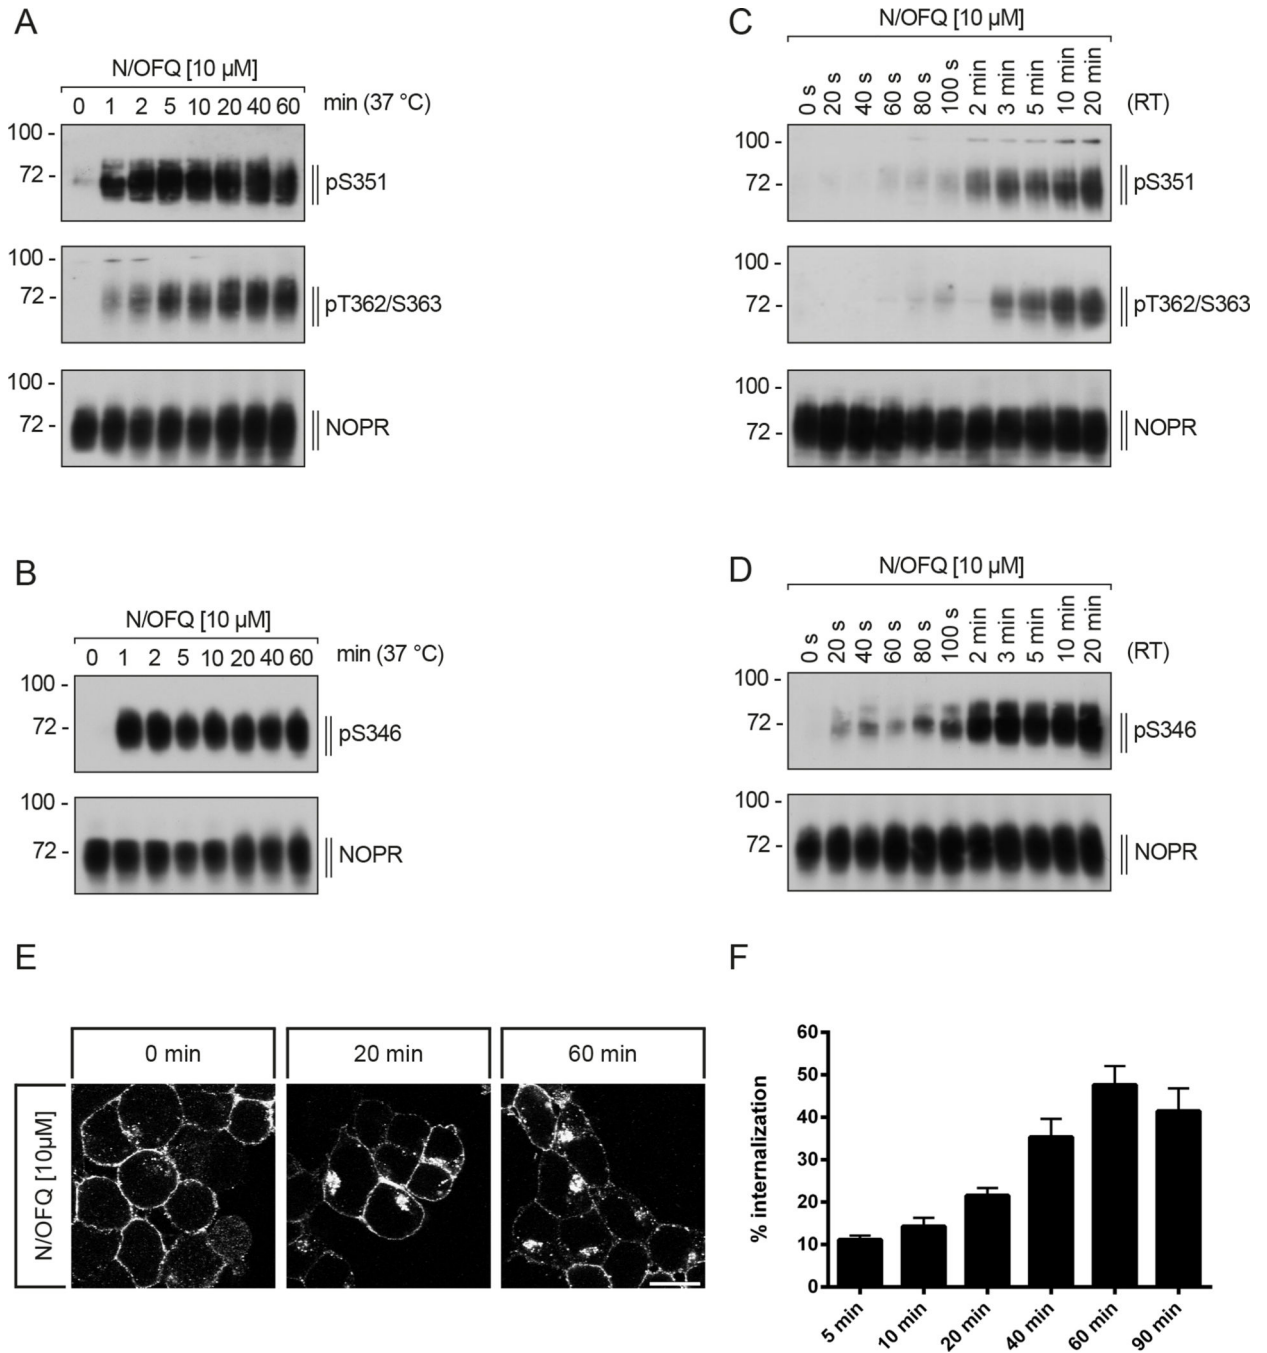 A
N/OFQ [10 µM]
0 1 2 5 10 20 40 60 min (37 °C)
100 -
72 -
pS351
100 -
72 -
pT362/S363
100 -
72 -
NOPR
B
N/OFQ [10 µM]
0 1 2 5 10 20 40 60 min (37 °C)
100 -
72 -
pS346
100 -
72 -
NOPR
C
N/OFQ [10 µM]
0 s 20 s 40 s 60 s 80 s 100 s 2 min 3 min 5 min 10 min 20 min (RT)
100 -
72 -
pS351
100 -
72 -
pT362/S363
100 -
72 -
NOPR
D
N/OFQ [10 µM]
0 s 20 s 40 s 60 s 80 s 100 s 2 min 3 min 5 min 10 min 20 min (RT)
100 -
72 -
pS346
100 -
72 -
NOPR
E
0 min 20 min 60 min
N/OFQ [10µM]
F
% internalization
60
50
40
30
20
10
0
5 min 10 min 20 min 40 min 60 min 90 min